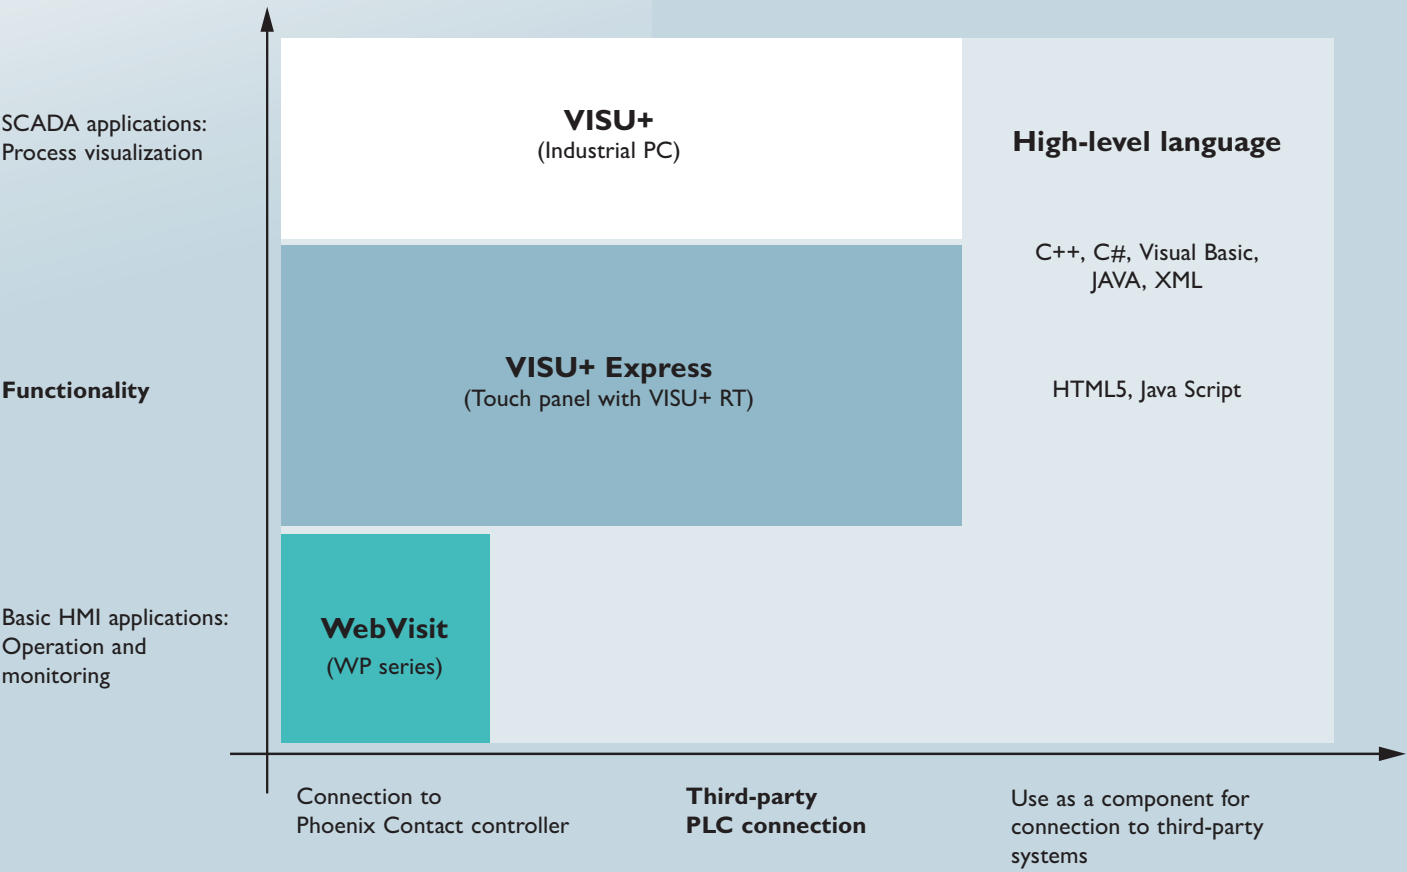 SCADA applications:
Process visualization
VISU+
(Industrial PC)
High-level language
C++, C#, Visual Basic,
JAVA, XML
Functionality
VISU+ Express
(Touch panel with VISU+ RT)
HTML5, Java Script
Basic HMI applications:
Operation and
monitoring
WebVisit
(WP series)
Connection to
Phoenix Contact controller
Third-party
PLC connection
Use as a component for
connection to third-party
systems